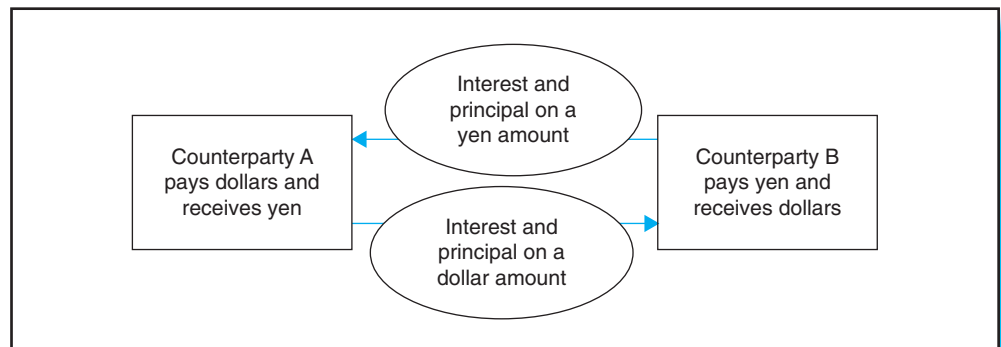 Interest and
principal on a
yen amount
Counterparty A
pays dollars and
receives yen
Counterparty B
pays yen and
receives dollars
Interest and
principal on a
dollar amount